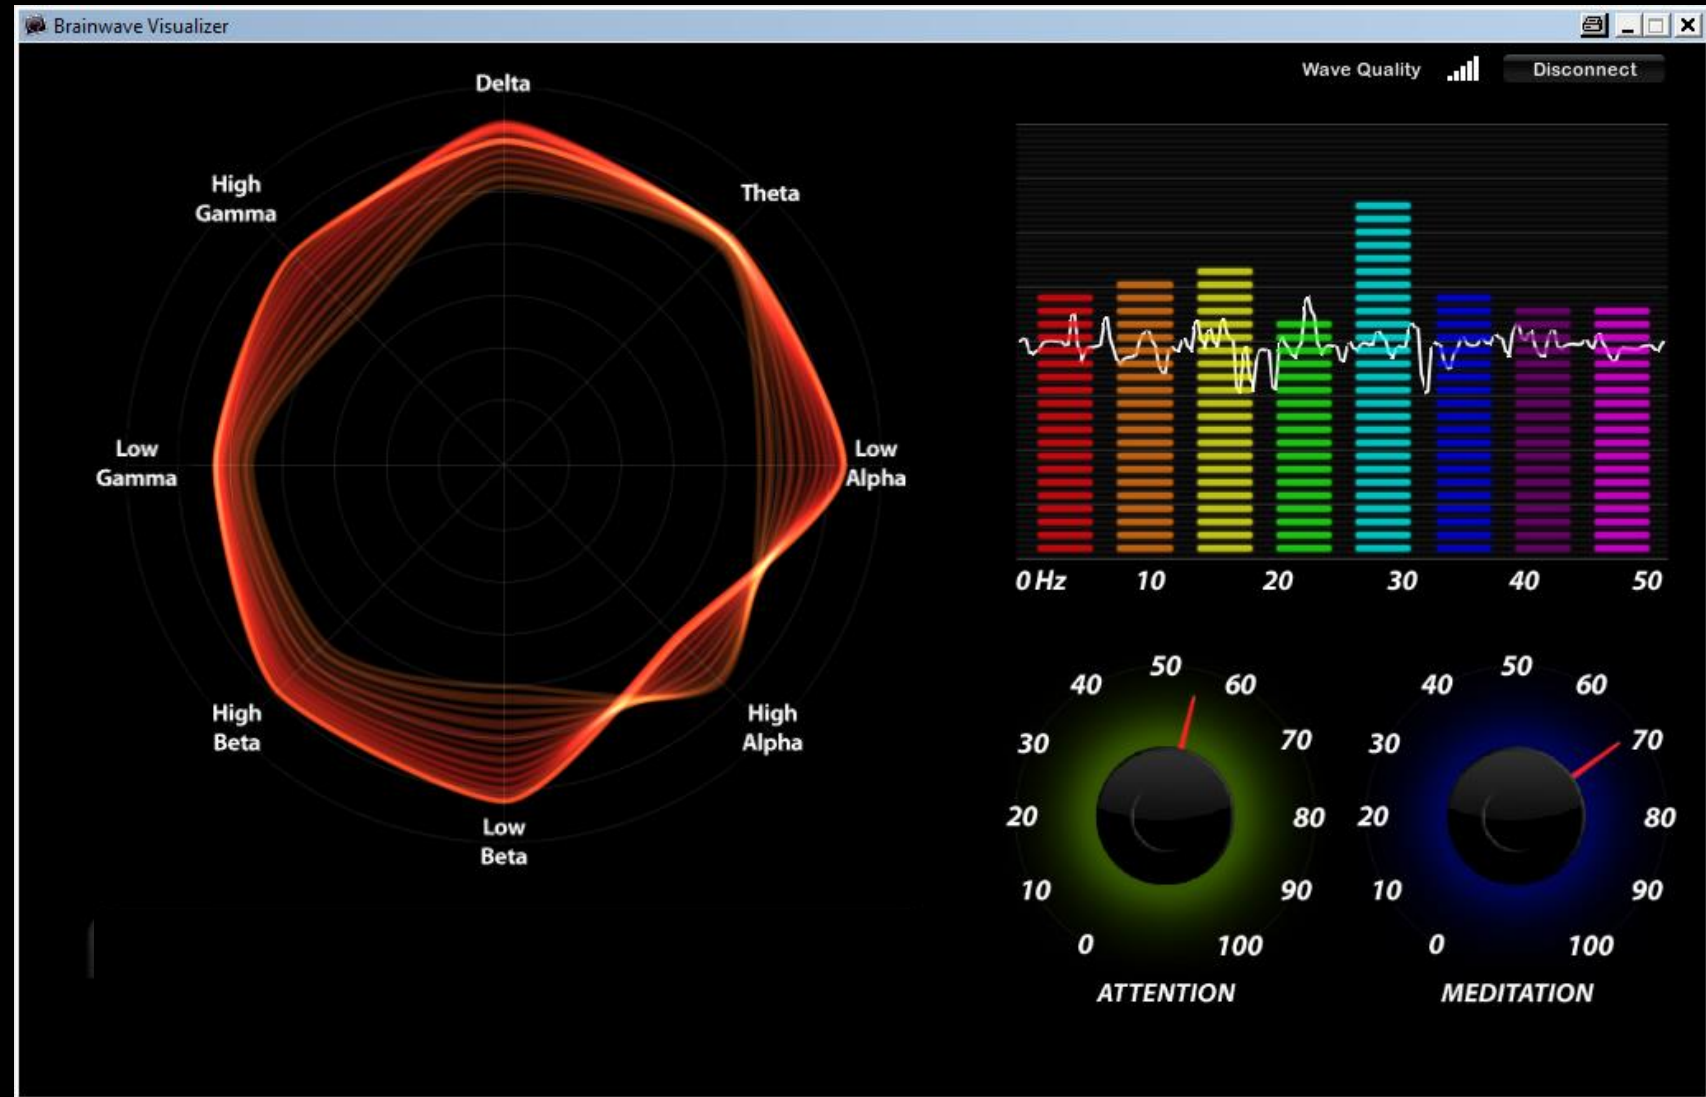 Brainwave Visualizer
Wave Quality
Disconnect
Delta
High
Gamma
Theta
Low
Gamma
Low
Alpha
High
Beta
High
Alpha
Low
Beta
0 Hz 10 20 30 40 50
50
40 60
30 70
20 80
10 90
0 100
ATTENTION
50
40 60
30 70
20 80
10 90
0 100
MEDITATION